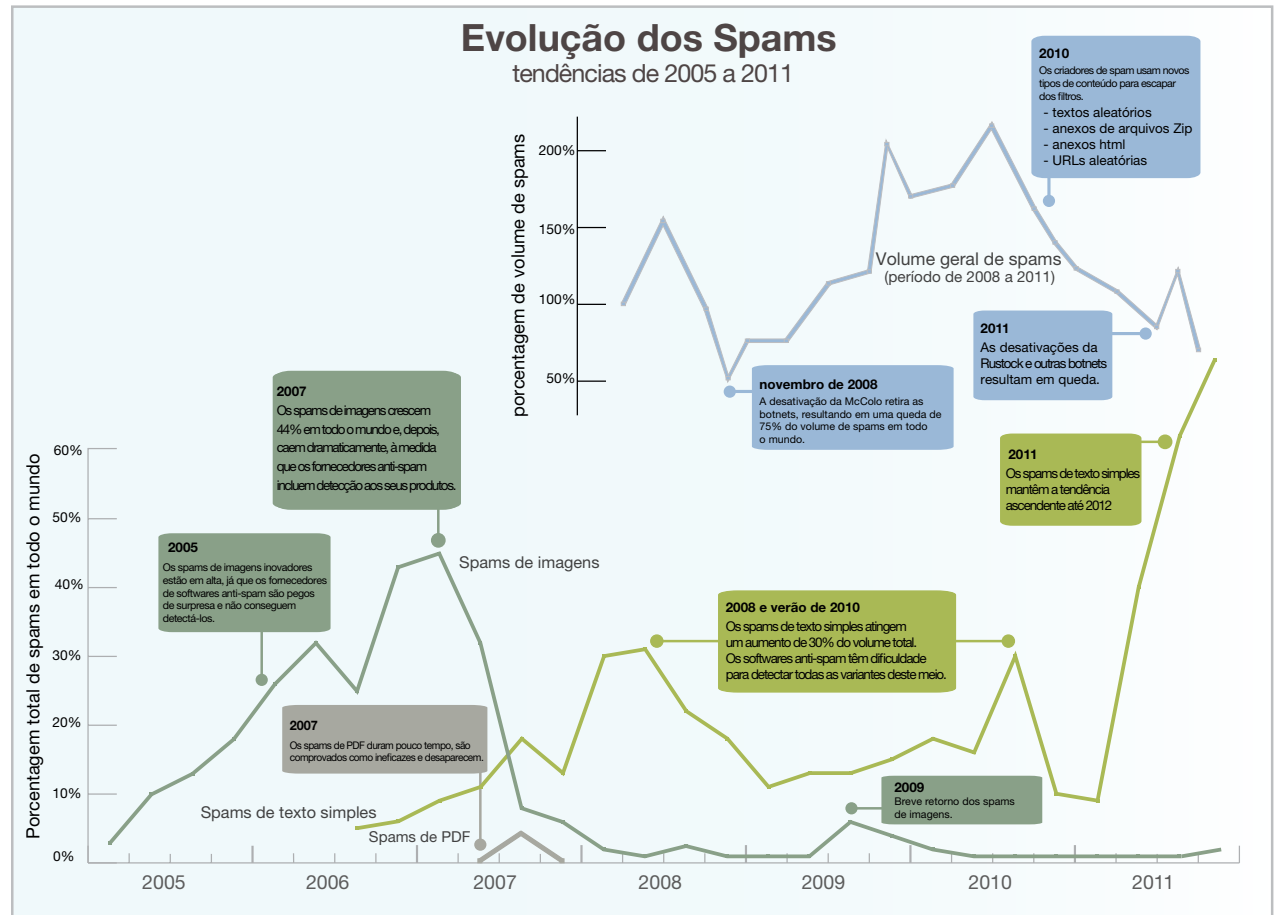 Evolução dos Spams
tendências de 2005 a 2011
2010
Os criadores de spam usam novos
tipos de conteúdo para escapar
dos filtros.
- textos aleatórios
- anexos de arquivos Zip
- anexos html
- URLs aleatórias
porcentagem de volume de spams
200%
150%
100%
50%
Volume geral de spams
(período de 2008 a 2011)
2011
As desativações da
Rustock e outras botnets
resultam em queda.
novembro de 2008
A desativação da McColo retira as
botnets, resultando em uma queda de
75% do volume de spams em todo
o mundo.
2007
Os spams de imagens crescem
44% em todo o mundo e, depois,
caem dramaticamente, à medida
que os fornecedores anti-spam
incluem detecção aos seus produtos.
2011
Os spams de texto simples
mantêm a tendência
ascendente até 2012
Porcentagem total de spams em todo o mundo
60%
50%
40%
30%
20%
10%
0%
2005
Os spams de imagens inovadores
estão em alta, já que os fornecedores
de softwares anti-spam são pegos
de surpresa e não conseguem
detectá-los.
Spams de imagens
2008 e verão de 2010
Os spams de texto simples atingem
um aumento de 30% do volume total.
Os softwares anti-spam têm dificuldade
para detectar todas as variantes deste meio.
2007
Os spams de PDF duram pouco tempo, são
comprovados como ineficazes e desaparecem.
2009
Breve retorno dos spams
de imagens.
Spams de texto simples
Spams de PDF
2005
2006
2007
2008
2009
2010
2011